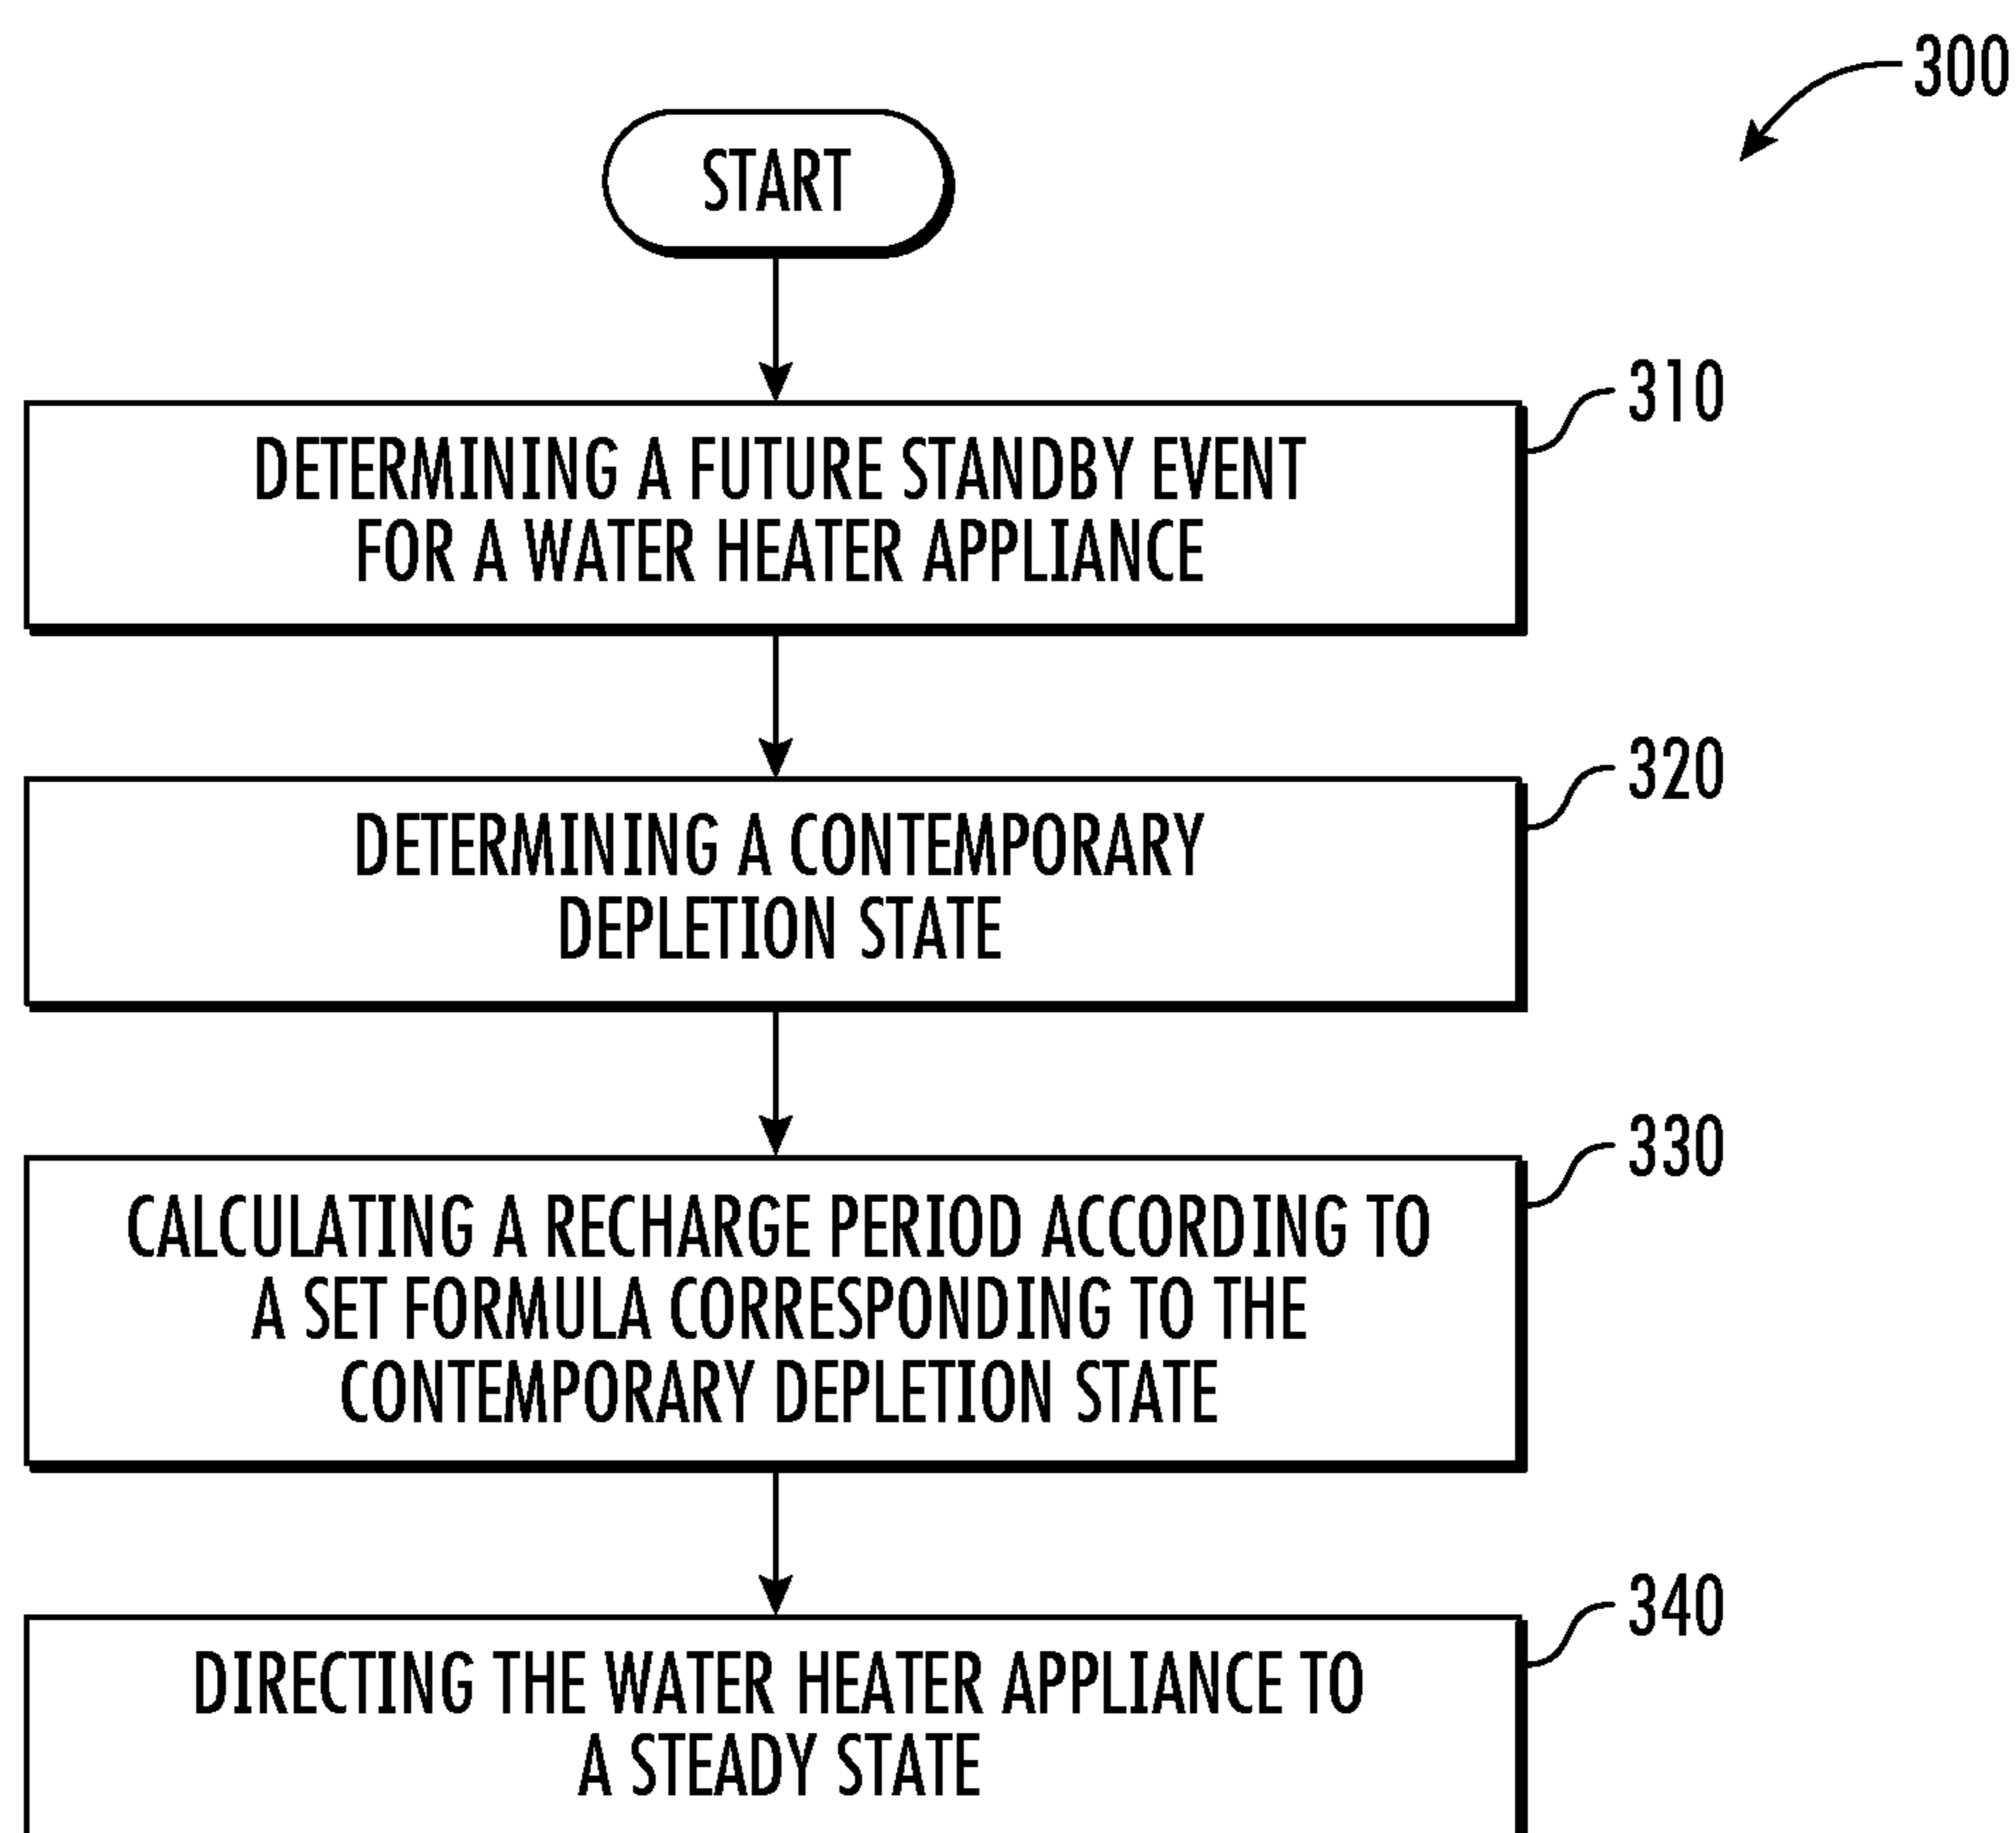 300
START
310
DETERMINING A FUTURE STANDBY EVENT
FOR A WATER HEATER APPLIANCE
320
DETERMINING A CONTEMPORARY
DEPLETION STATE
330
CALCULATING A RECHARGE PERIOD ACCORDING TO
A SET FORMULA CORRESPONDING TO THE
CONTEMPORARY DEPLETION STATE
340
DIRECTING THE WATER HEATER APPLIANCE TO
A STEADY STATE